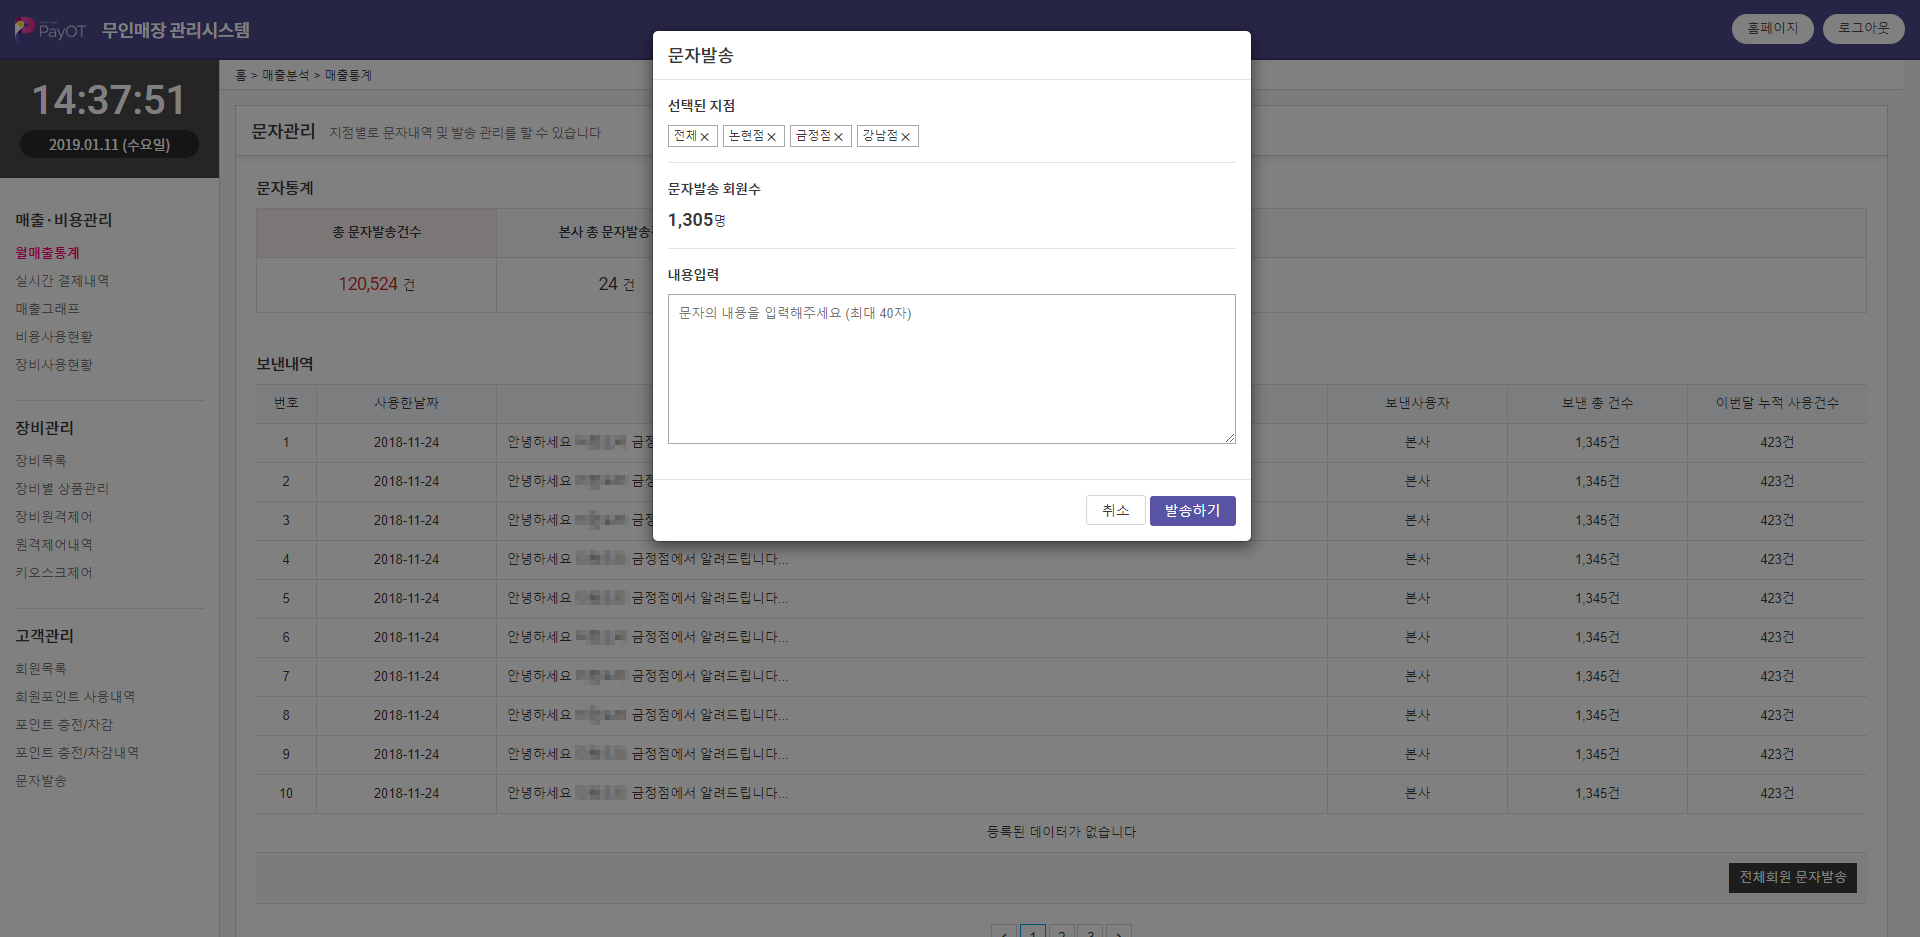 PayOT 무인매장 관리시스템
홈페이지 로그아웃
14:37:51
2019.01.11 (수요일)
매출·비용관리
월매출통계
실시간 결제내역
매출그래프
비용사용현황
장비사용현황
장비관리
장비목록
장비별 상품관리
장비원격제어
원격제어내역
키오스크제어
고객관리
회원목록
회원포인트 사용내역
포인트 충전/차감
포인트 충전/차감내역
문자발송
홈 > 매출분석 > 매출통계
문자관리 지점별로 문자내역 및 발송 관리를 할 수 있습니다
문자통계
총 문자발송건수 본사 총 문자발송
120,524 건 24 건
보낸내역
번호 사용한날짜 보낸사용자 보낸 총 건수 이번달 누적 사용건수
1 2018-11-24 안녕하세요 금정 본사 1,345건 423건
2 2018-11-24 안녕하세요 금정 본사 1,345건 423건
3 2018-11-24 안녕하세요 금정 본사 1,345건 423건
4 2018-11-24 안녕하세요 금정점에서 알려드립니다... 본사 1,345건 423건
5 2018-11-24 안녕하세요 금정점에서 알려드립니다... 본사 1,345건 423건
6 2018-11-24 안녕하세요 금정점에서 알려드립니다... 본사 1,345건 423건
7 2018-11-24 안녕하세요 금정점에서 알려드립니다... 본사 1,345건 423건
8 2018-11-24 안녕하세요 금정점에서 알려드립니다... 본사 1,345건 423건
9 2018-11-24 안녕하세요 금정점에서 알려드립니다... 본사 1,345건 423건
10 2018-11-24 안녕하세요 금정점에서 알려드립니다... 본사 1,345건 423건
등록된 데이터가 없습니다
전체회원 문자발송
< 1 2 3 >
문자발송
선택된 지점
전체× 논현점× 금정점× 강남점×
문자발송 회원수
1,305명
내용입력
문자의 내용을 입력해주세요 (최대 40자)
취소 발송하기